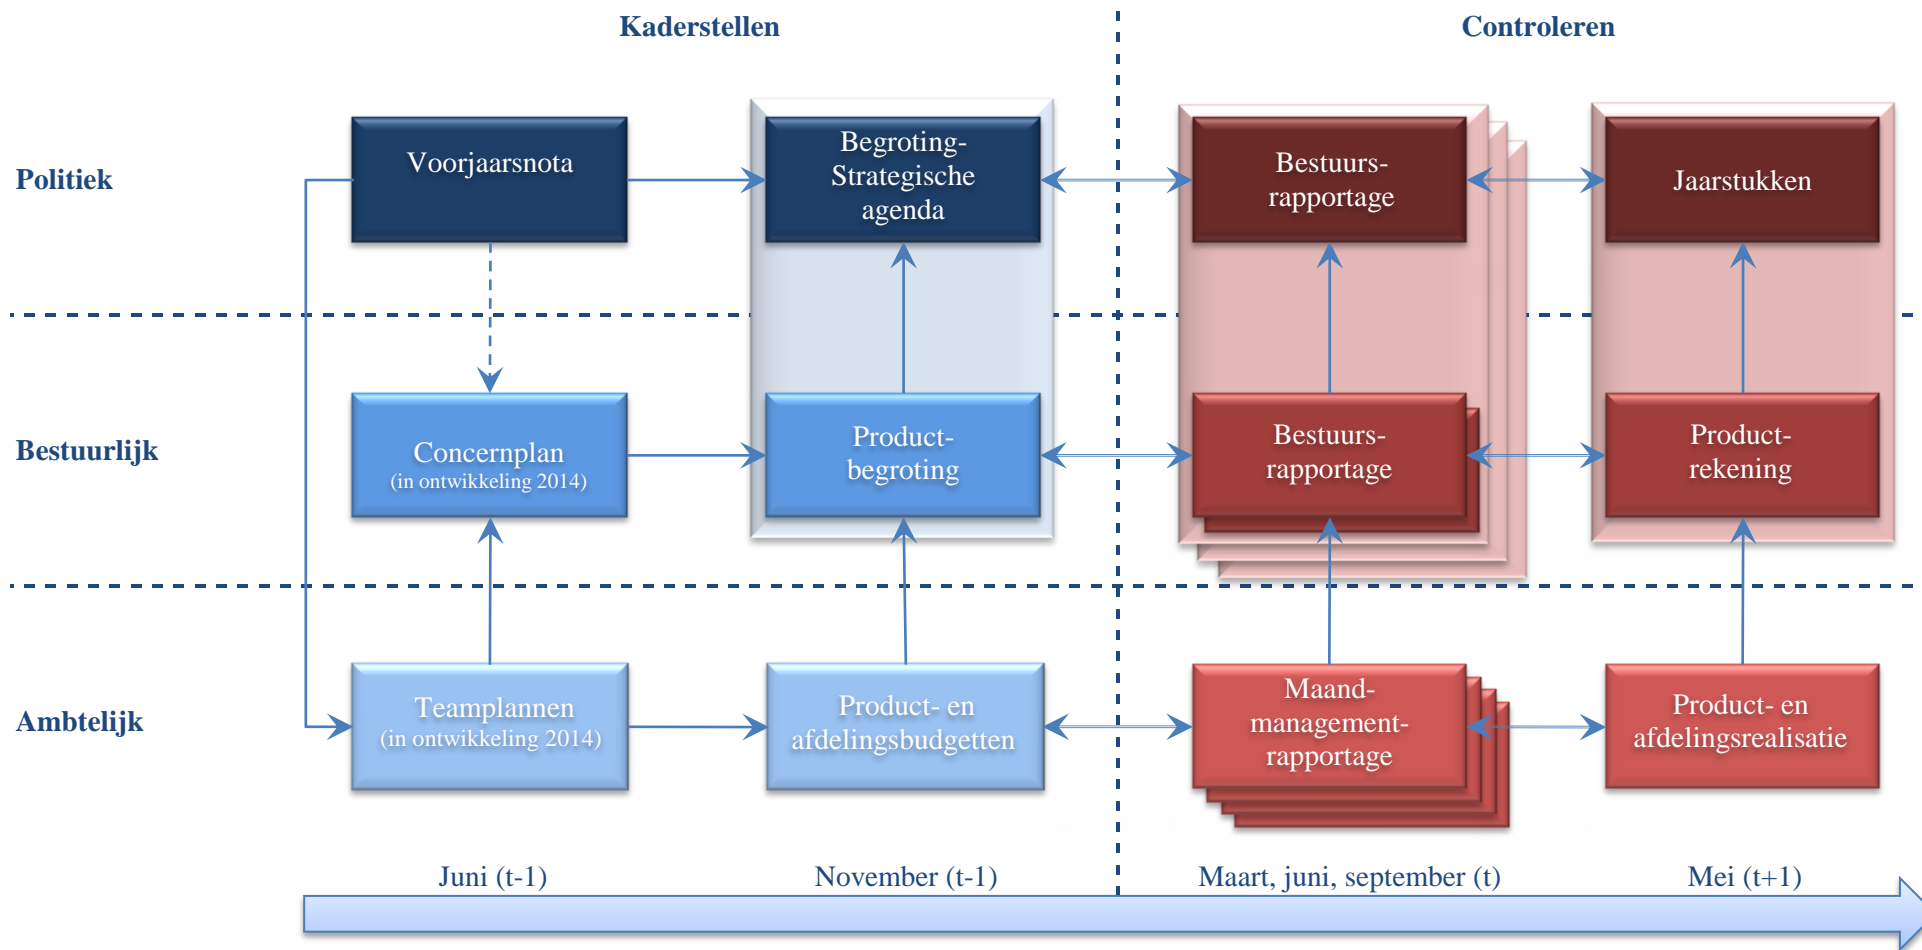 Kaderstellen
Controleren
Politiek
Voorjaarsnota
Begroting-
Strategische
agenda
Bestuurs-
rapportage
Jaarstukken
Bestuurlijk
Concernplan
(in ontwikkeling 2014)
Product-
begroting
Bestuurs-
rapportage
Product-
rekening
Ambtelijk
Teamplannen
(in ontwikkeling 2014)
Product- en
afdelingsbudgetten
Maand-
management-
rapportage
Product- en
afdelingsrealisatie
Juni (t-1)
November (t-1)
Maart, juni, september (t)
Mei (t+1)